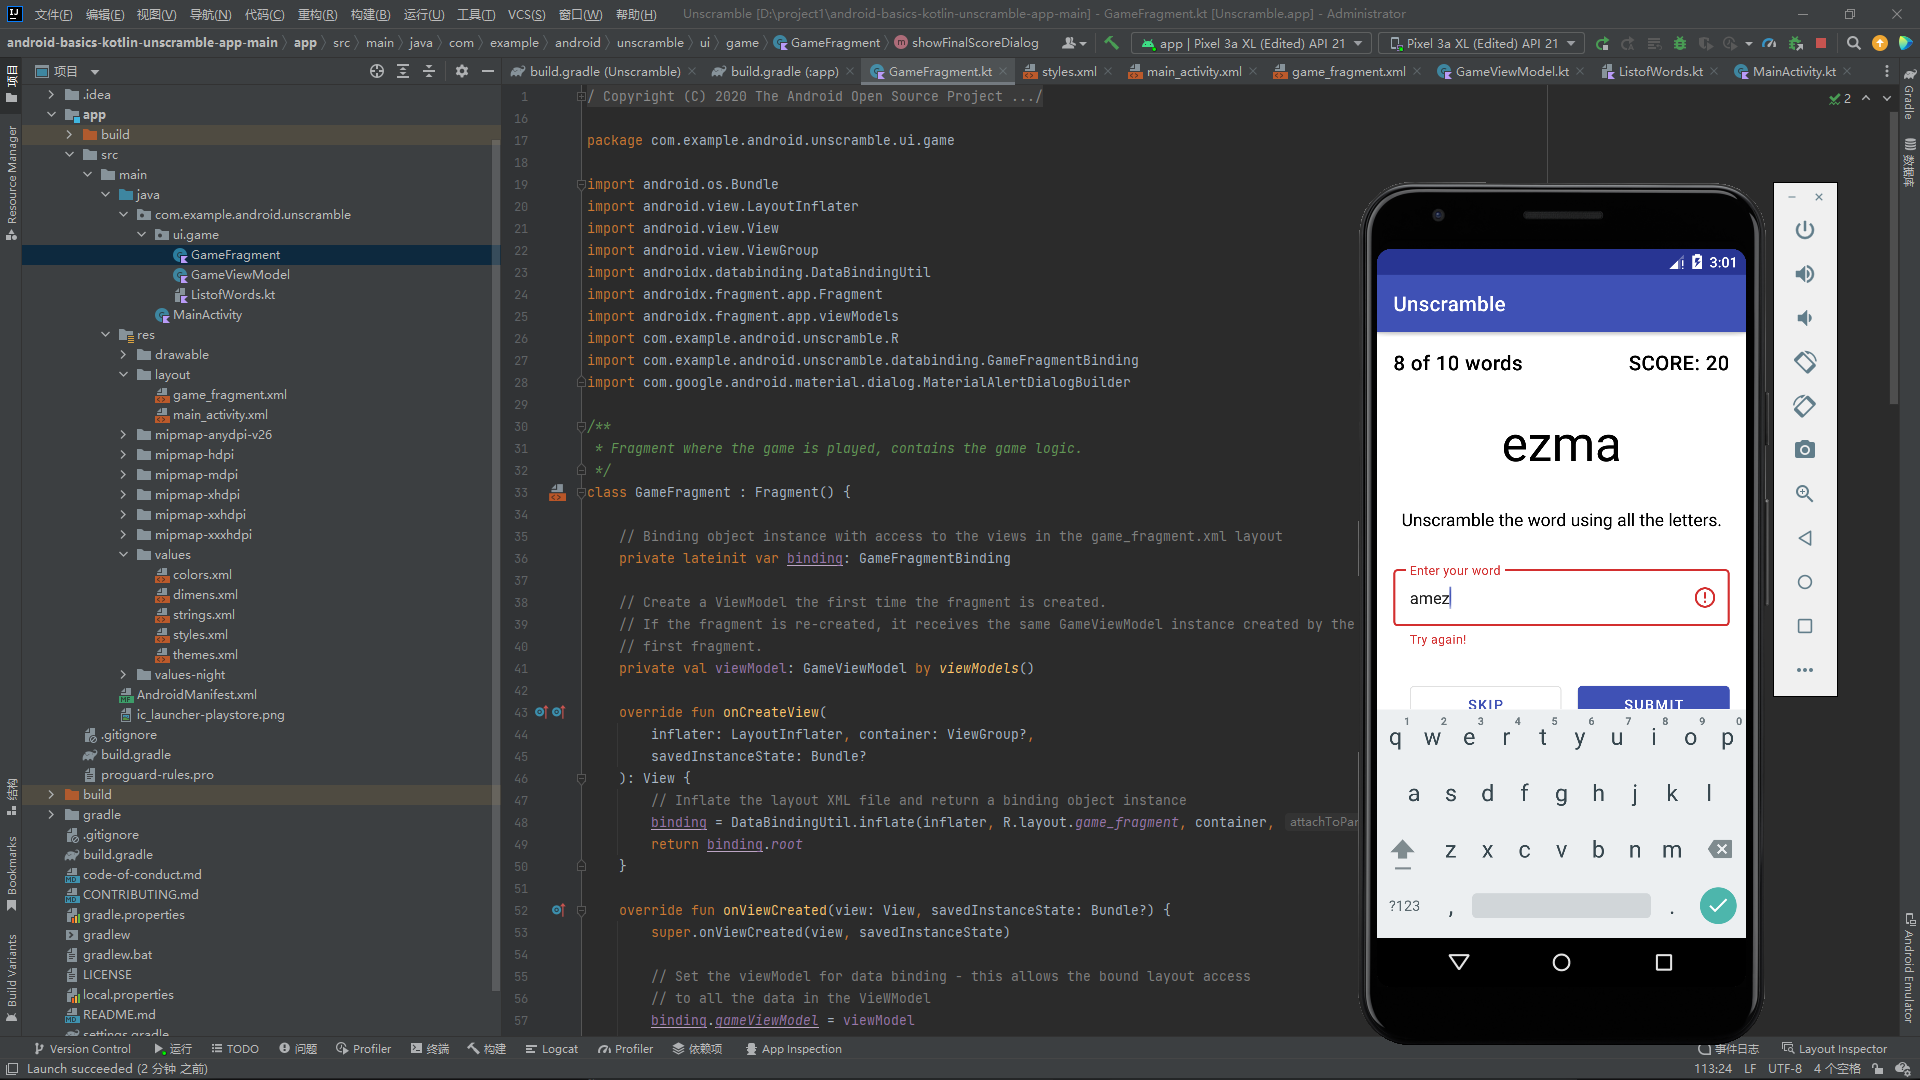 文件(F) 编辑(E) 视图(V) 导航(N) 代码(C) 重构(R) 构建(B) 运行(U) 工具(T) VCS(S) 窗口(W) 帮助(H) Unscramble [D:\project1\android-basics-kotlin-unscramble-app-main] - GameFragment.kt [Unscramble.app] - Administrator
android-basics-kotlin-unscramble-app-main app src main java com example android unscramble ui game GameFragment showFinalScoreDialog app | Pixel 3a XL (Edited) API 21 Pixel 3a XL (Edited) API 21
项目 build.gradle (Unscramble) build.gradle (:app) GameFragment.kt styles.xml main_activity.xml game_fragment.xml GameViewModel.kt ListofWords.kt MainActivity.kt
项目
Resource Manager
结构
Bookmarks
Build Variants
.idea
app
build
src
main
java
com.example.android.unscramble
ui.game
GameFragment
GameViewModel
ListofWords.kt
MainActivity
res
drawable
layout
game_fragment.xml
main_activity.xml
mipmap-anydpi-v26
mipmap-hdpi
mipmap-mdpi
mipmap-xhdpi
mipmap-xxhdpi
mipmap-xxxhdpi
values
colors.xml
dimens.xml
strings.xml
styles.xml
themes.xml
values-night
AndroidManifest.xml
ic_launcher-playstore.png
.gitignore
build.gradle
proguard-rules.pro
build
gradle
.gitignore
build.gradle
code-of-conduct.md
CONTRIBUTING.md
gradle.properties
gradlew
gradlew.bat
LICENSE
local.properties
README.md
settings.gradle
1 / Copyright (C) 2020 The Android Open Source Project .../
16
17 package com.example.android.unscramble.ui.game
18
19 import android.os.Bundle
20 import android.view.LayoutInflater
21 import android.view.View
22 import android.view.ViewGroup
23 import androidx.databinding.DataBindingUtil
24 import androidx.fragment.app.Fragment
25 import androidx.fragment.app.viewModels
26 import com.example.android.unscramble.R
27 import com.example.android.unscramble.databinding.GameFragmentBinding
28 import com.google.android.material.dialog.MaterialAlertDialogBuilder
29
30 /**
31 * Fragment where the game is played, contains the game logic.
32 */
33 class GameFragment : Fragment() {
34
35 // Binding object instance with access to the views in the game_fragment.xml layout
36 private lateinit var binding: GameFragmentBinding
37
38 // Create a ViewModel the first time the fragment is created.
39 // If the fragment is re-created, it receives the same GameViewModel instance created by the
40 // first fragment.
41 private val viewModel: GameViewModel by viewModels()
42
43 override fun onCreateView(
44 inflater: LayoutInflater, container: ViewGroup?,
45 savedInstanceState: Bundle?
46 ): View {
47 // Inflate the layout XML file and return a binding object instance
48 binding = DataBindingUtil.inflate(inflater, R.layout.game_fragment, container, attachToPar
49 return binding.root
50 }
51
52 override fun onViewCreated(view: View, savedInstanceState: Bundle?) {
53 super.onViewCreated(view, savedInstanceState)
54
55 // Set the viewModel for data binding - this allows the bound layout access
56 // to all the data in the VieWModel
57 binding.gameViewModel = viewModel
2
3:01
Unscramble
8 of 10 words SCORE: 20
ezma
Unscramble the word using all the letters.
Enter your word
amez
Try again!
SKIP SUBMIT
1 2 3 4 5 6 7 8 9 0
q w e r t y u i o p
a s d f g h j k l
z x c v b n m
?123 , .
Gradle
数据库
Android Emulator
Version Control 运行 TODO 问题 Profiler 终端 构建 Logcat Profiler 依赖项 App Inspection 事件日志 Layout Inspector
Launch succeeded (2 分钟 之前) 113:24 LF UTF-8 4 个空格